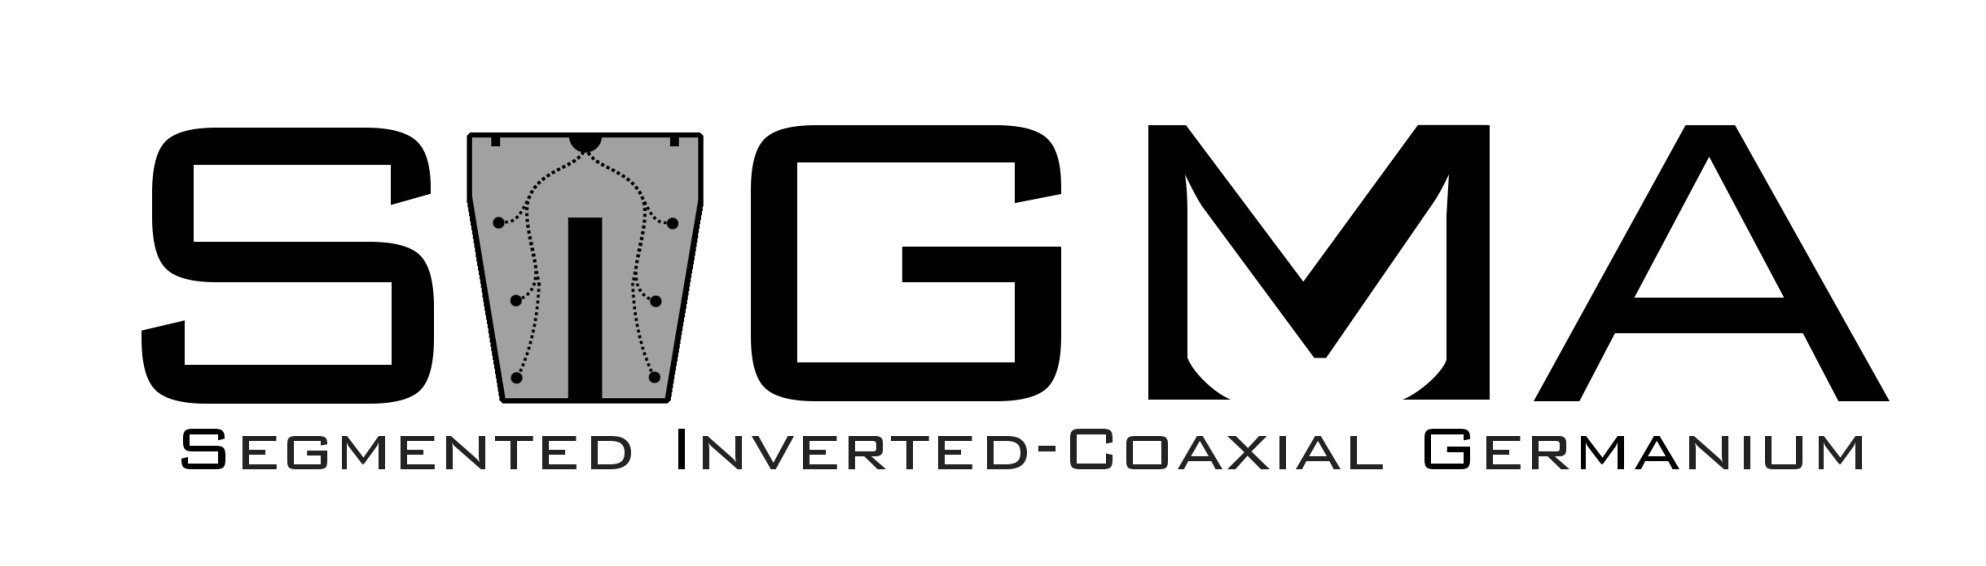 SIGMA
SEGMENTED INVERTED-COAXIAL GERMANIUM